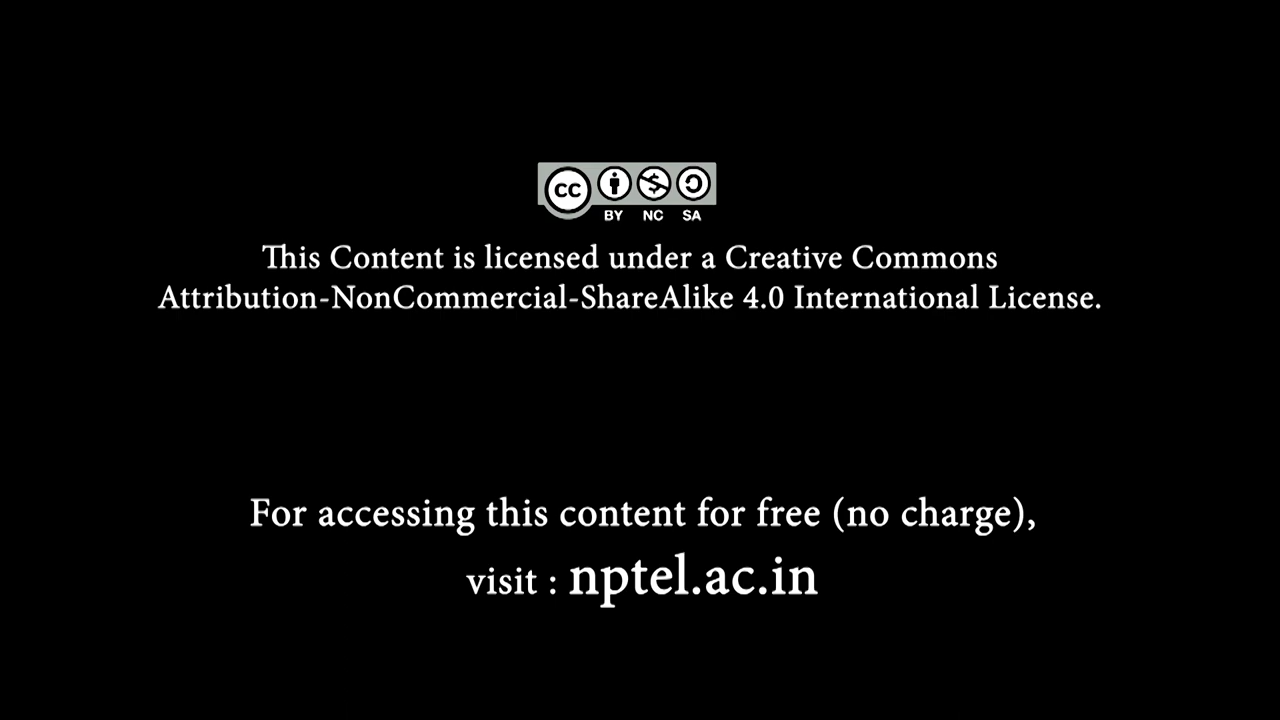 CC BY NC SA
This Content is licensed under a Creative Commons
Attribution-NonCommercial-ShareAlike 4.0 International License.
For accessing this content for free (no charge),
visit : nptel.ac.in